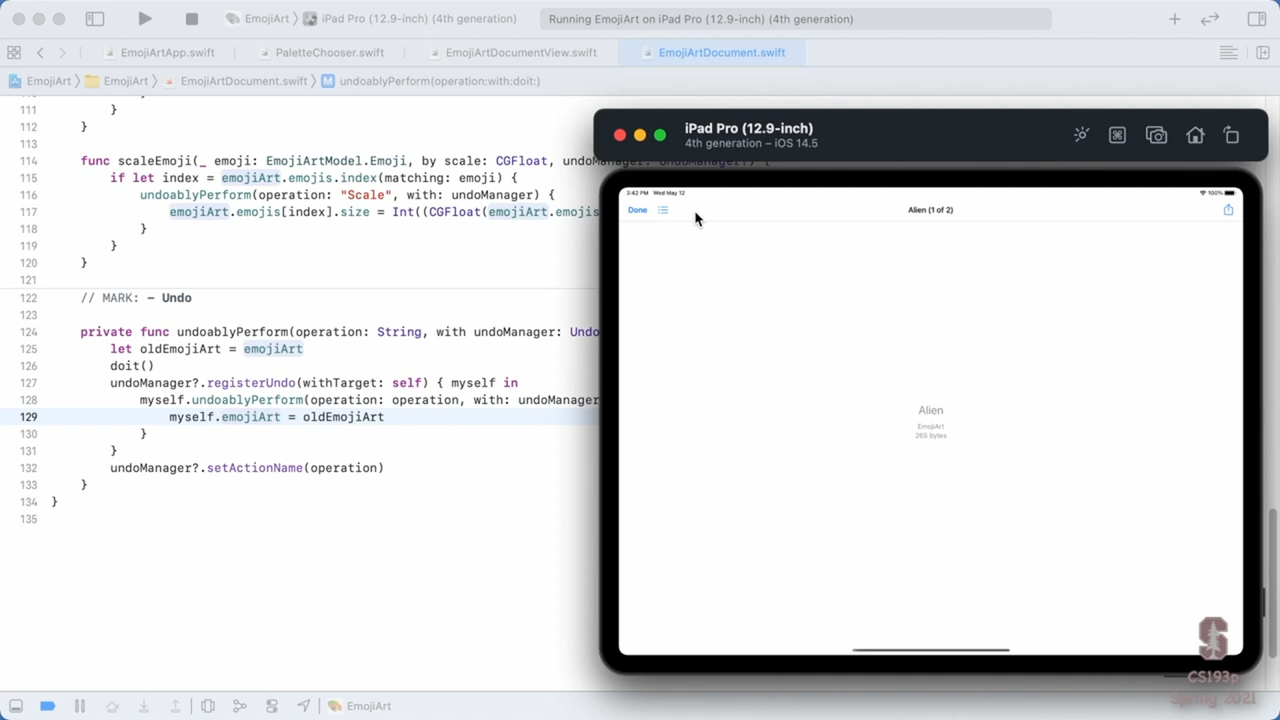 EmojiArt 〉 iPad Pro (12.9-inch) (4th generation)
Running EmojiArt on iPad Pro (12.9-inch) (4th generation)
EmojiArtApp.swift
PaletteChooser.swift
EmojiArtDocumentView.swift
EmojiArtDocument.swift
EmojiArt 〉 EmojiArt 〉 EmojiArtDocument.swift 〉 M undoablyPerform(operation:with:doit:)
111 }
112 }
113
114 func scaleEmoji(_ emoji: EmojiArtModel.Emoji, by scale: CGFloat, undoManager: UndoManager?) {
115 if let index = emojiArt.emojis.index(matching: emoji) {
116 undoablyPerform(operation: "Scale", with: undoManager) {
117 emojiArt.emojis[index].size = Int((CGFloat(emojiArt.emojis
118 }
119 }
120 }
121
122 // MARK: - Undo
123
124 private func undoablyPerform(operation: String, with undoManager: Undo
125 let oldEmojiArt = emojiArt
126 doit()
127 undoManager?.registerUndo(withTarget: self) { myself in
128 myself.undoablyPerform(operation: operation, with: undoManager
129 myself.emojiArt = oldEmojiArt
130 }
131 }
132 undoManager?.setActionName(operation)
133 }
134 }
135
iPad Pro (12.9-inch)
4th generation – iOS 14.5
3:42 PM Wed May 12
100%
Done
Alien (1 of 2)
Alien
EmojiArt
265 bytes
S
CS193p
Spring 2021
EmojiArt